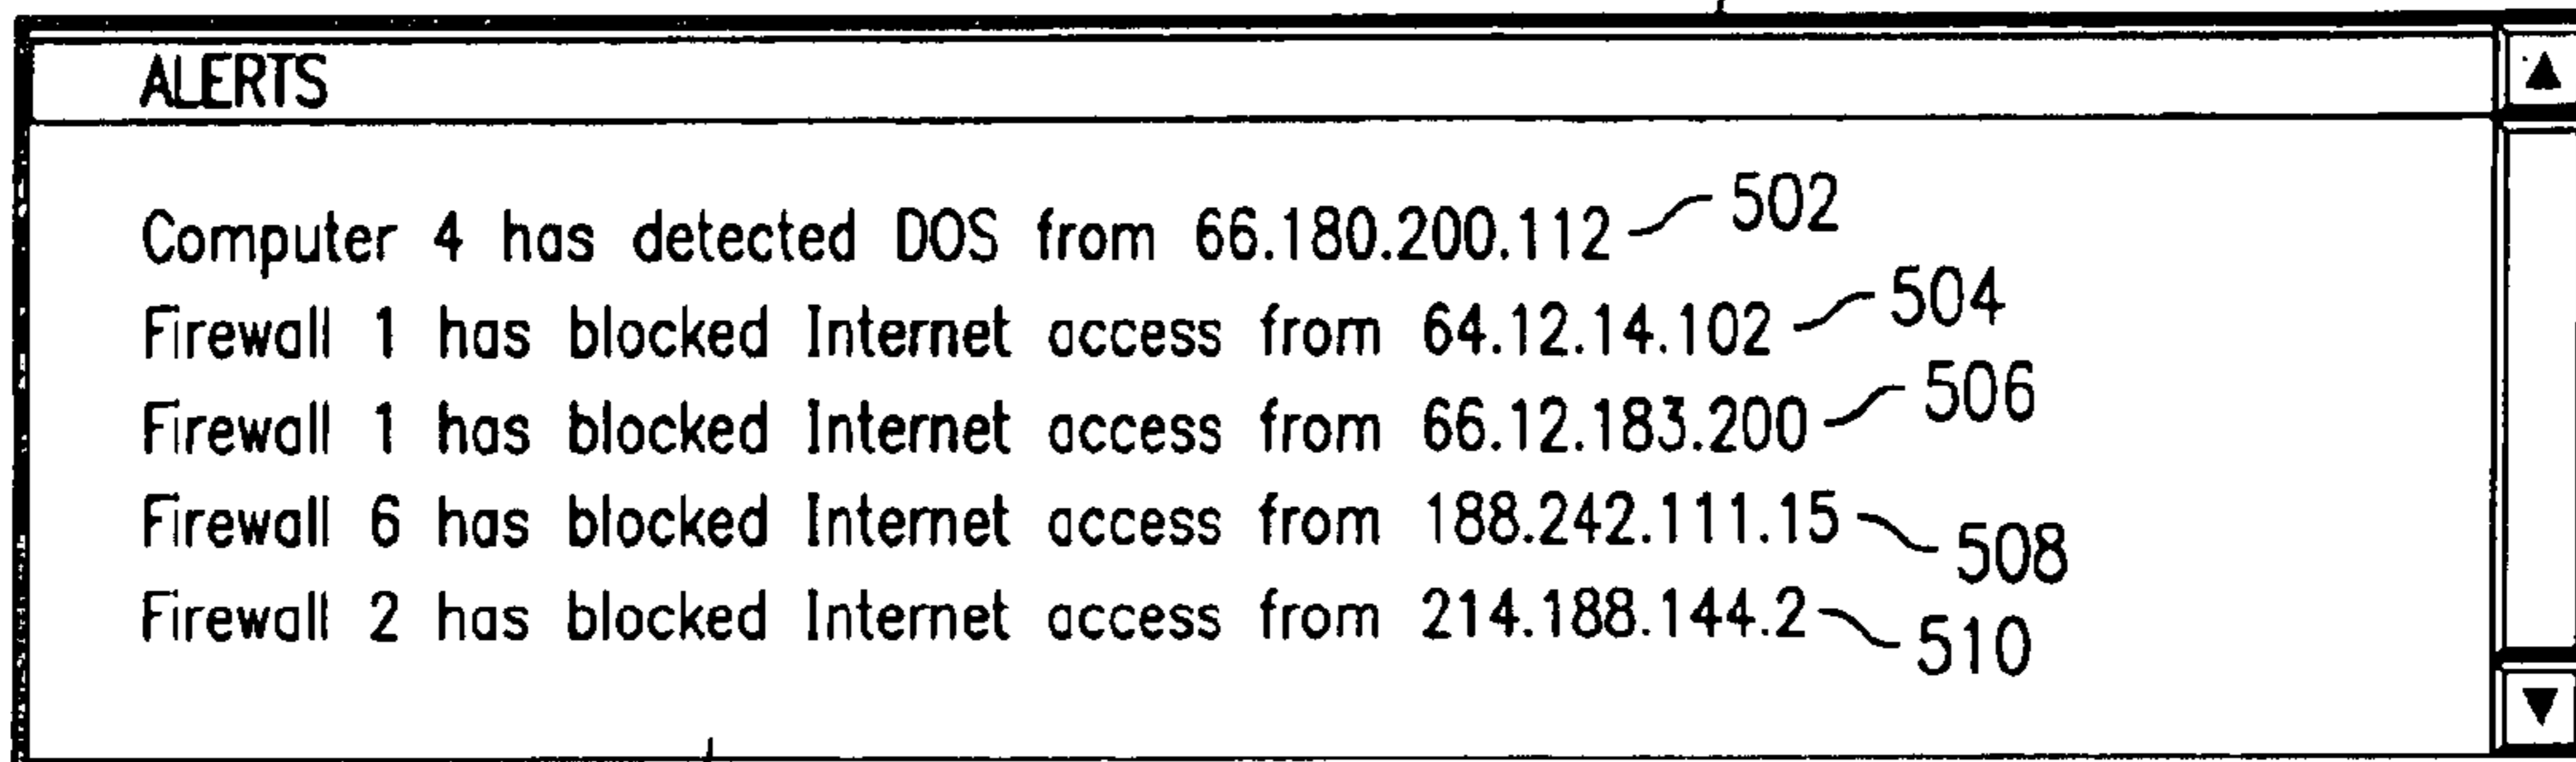 ALERTS
Computer 4 has detected DOS from 66.180.200.112 502
Firewall 1 has blocked Internet access from 64.12.14.102 504
Firewall 1 has blocked Internet access from 66.12.183.200 506
Firewall 6 has blocked Internet access from 188.242.111.15 508
Firewall 2 has blocked Internet access from 214.188.144.2 510